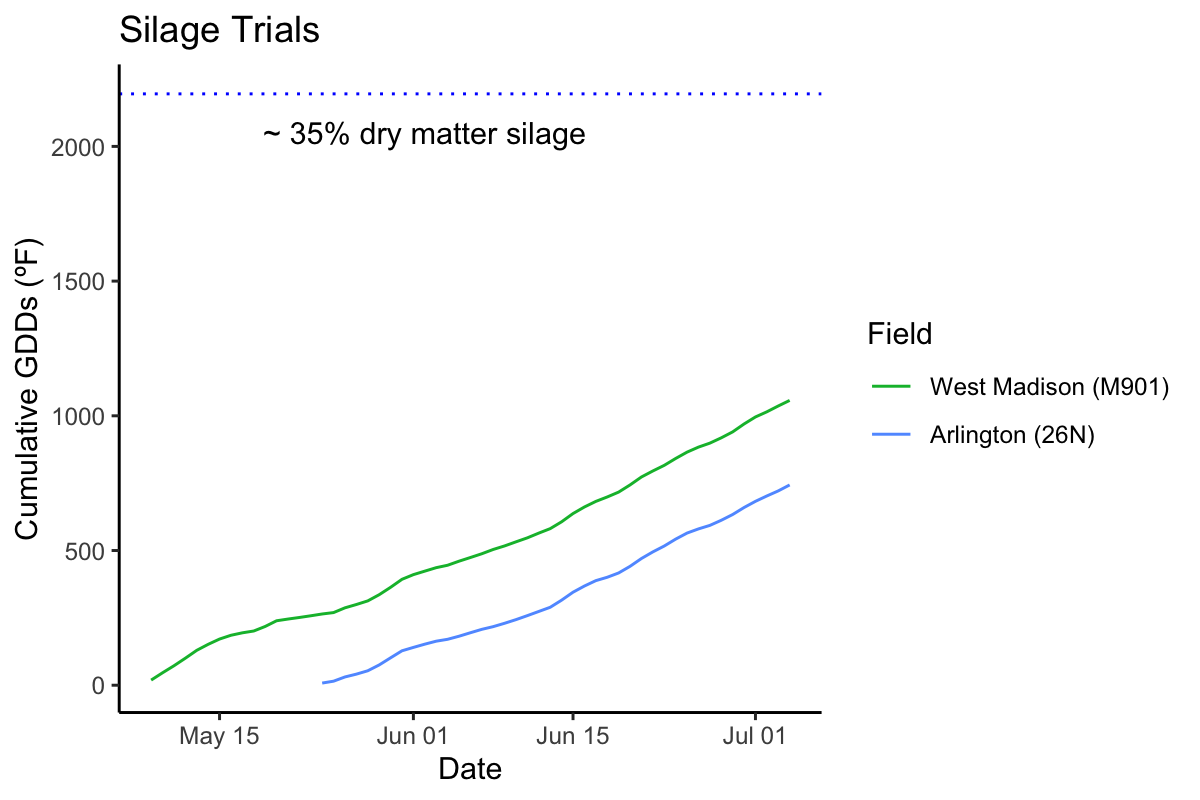 Silage Trials
~ 35% dry matter silage
Cumulative GDDs (ºF)
2000
1500
1000
500
0
May 15
Jun 01
Jun 15
Jul 01
Date
Field
West Madison (M901)
Arlington (26N)